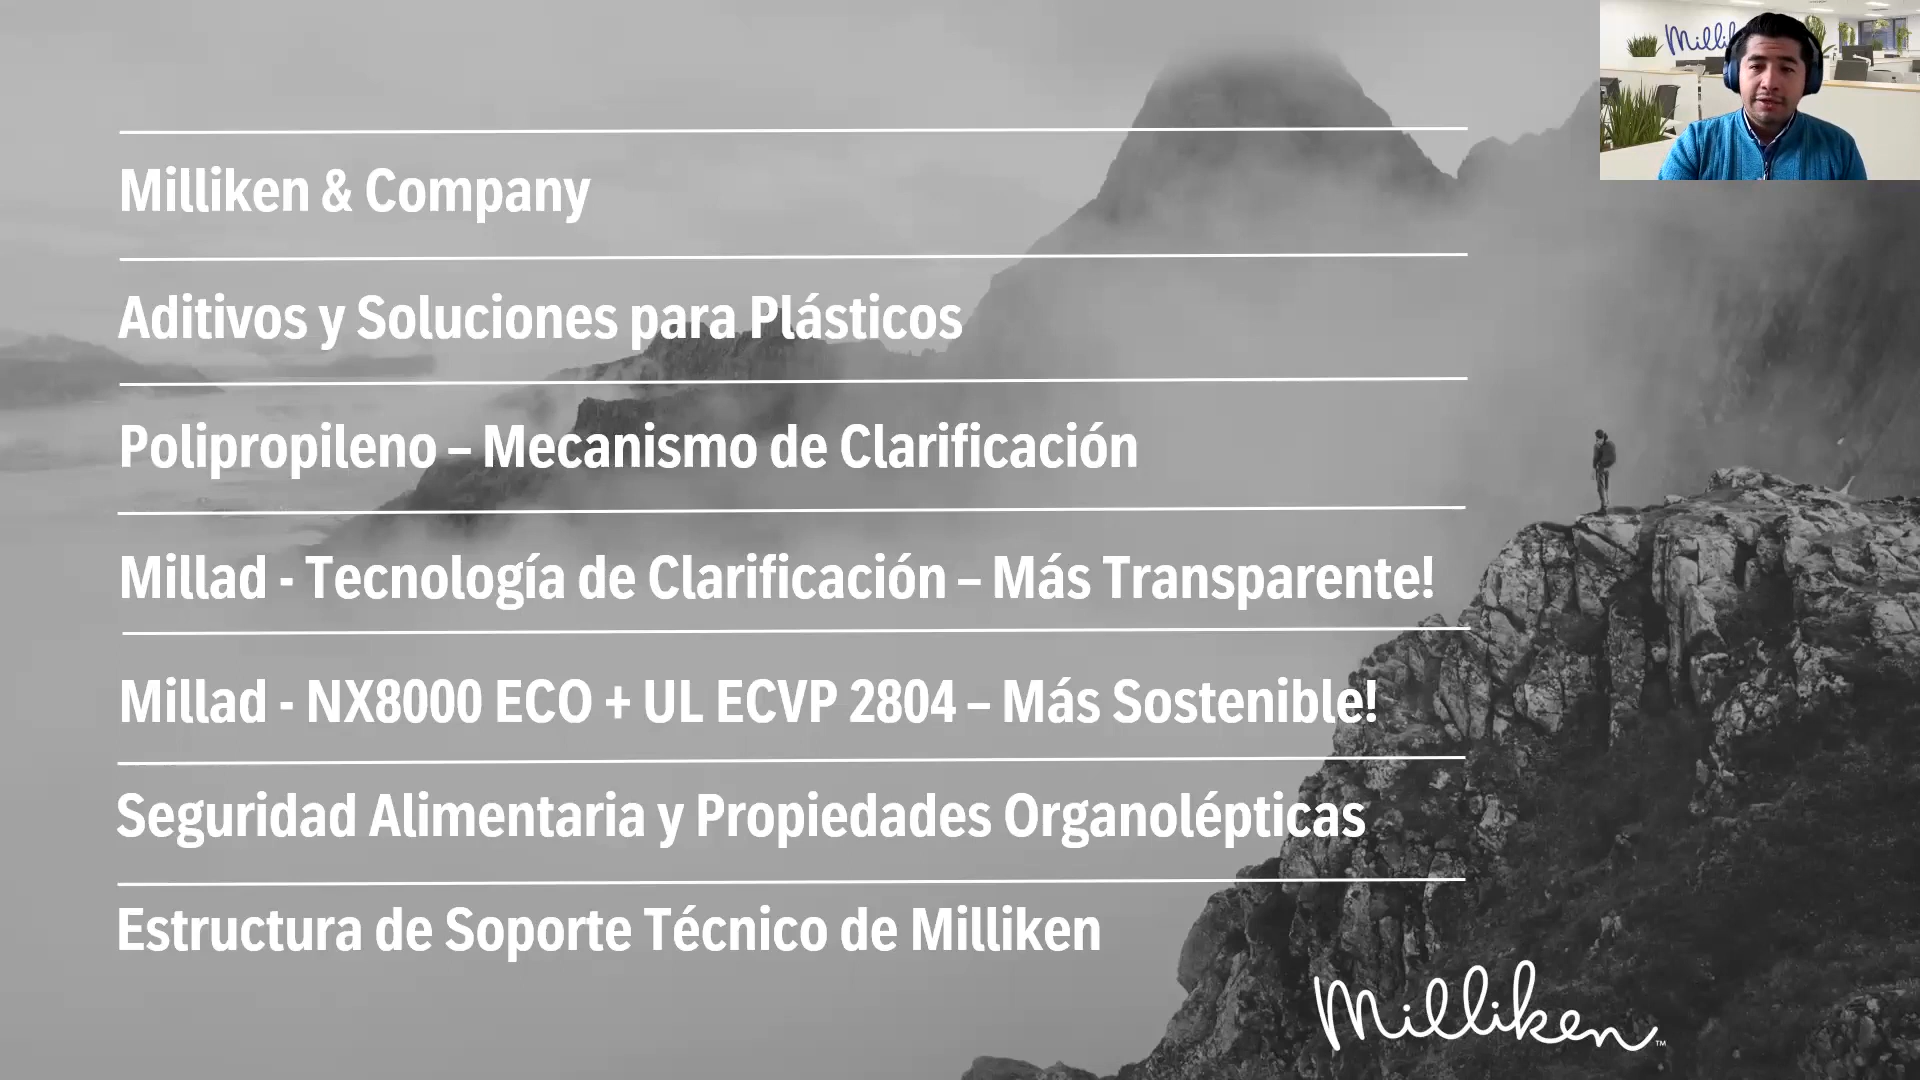 Milliken & Company
Aditivos y Soluciones para Plásticos
Polipropileno – Mecanismo de Clarificación
Millad - Tecnología de Clarificación – Más Transparente!
Millad - NX8000 ECO + UL ECVP 2804 – Más Sostenible!
Seguridad Alimentaria y Propiedades Organolépticas
Estructura de Soporte Técnico de Milliken
Milliken™